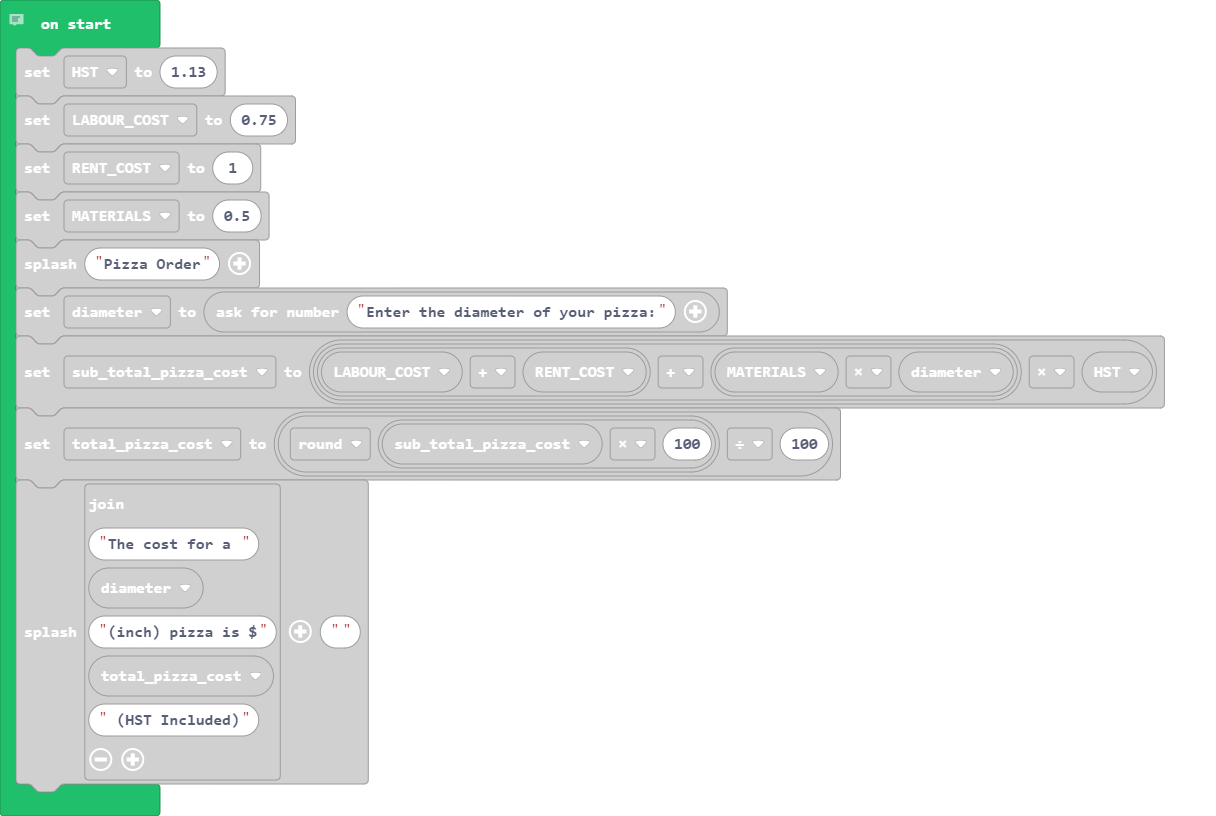 on start
set HST to 1.13
set LABOUR_COST to 0.75
set RENT_COST to 1
set MATERIALS to 0.5
splash "Pizza Order"
set diameter to ask for number "Enter the diameter of your pizza:"
set sub_total_pizza_cost to LABOUR_COST + RENT_COST + MATERIALS × diameter × HST
set total_pizza_cost to round sub_total_pizza_cost × 100 ÷ 100
join
"The cost for a "
diameter
splash "(inch) pizza is $" " "
total_pizza_cost
" (HST Included)"